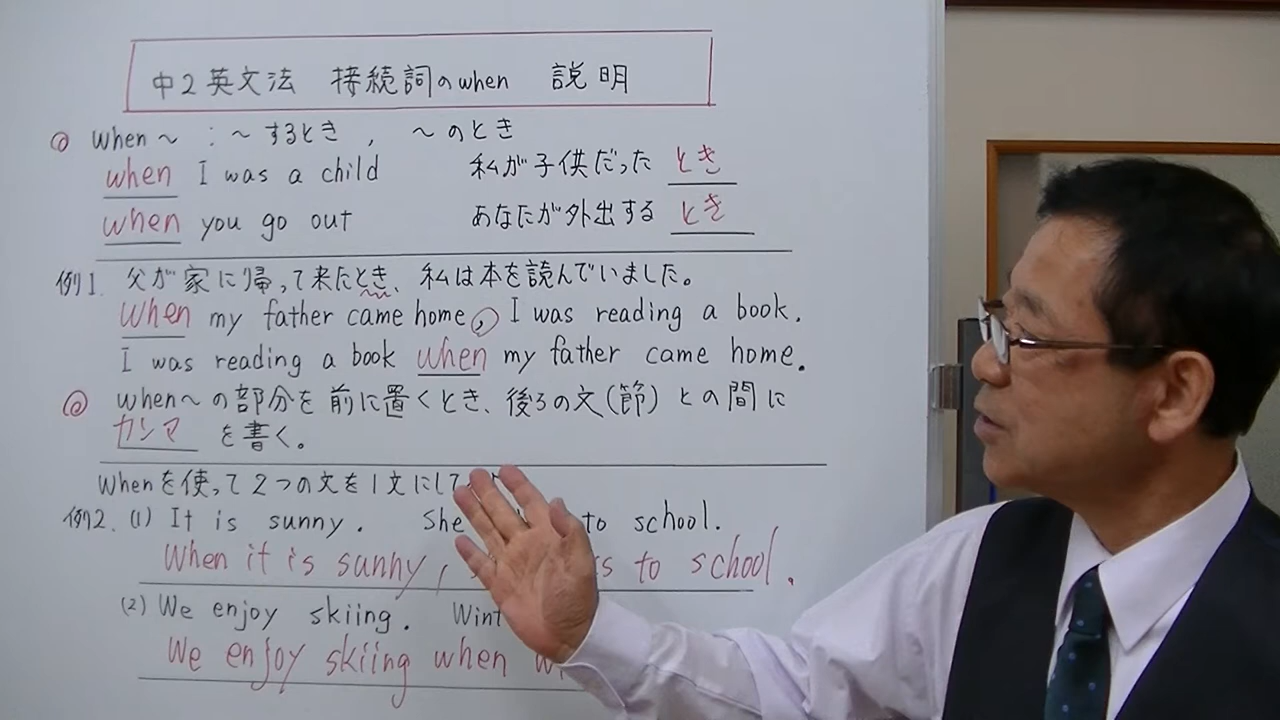 中2英文法 接続詞のwhen 説明
◎ when〜 : 〜するとき, 〜のとき
when I was a child 私が子供だった とき
when you go out あなたが外出する とき
例1. 父が家に帰って来たとき、私は本を読んでいました。
When my father came home, I was reading a book.
I was reading a book when my father came home.
◎ when〜の部分を前に置くとき、後ろの文(節)との間に
カンマ を書く。
Whenを使って2つの文を1文にして
例2. (1) It is sunny. She to school.
When it is sunny, to school.
(2) We enjoy skiing.
We enjoy skiing when